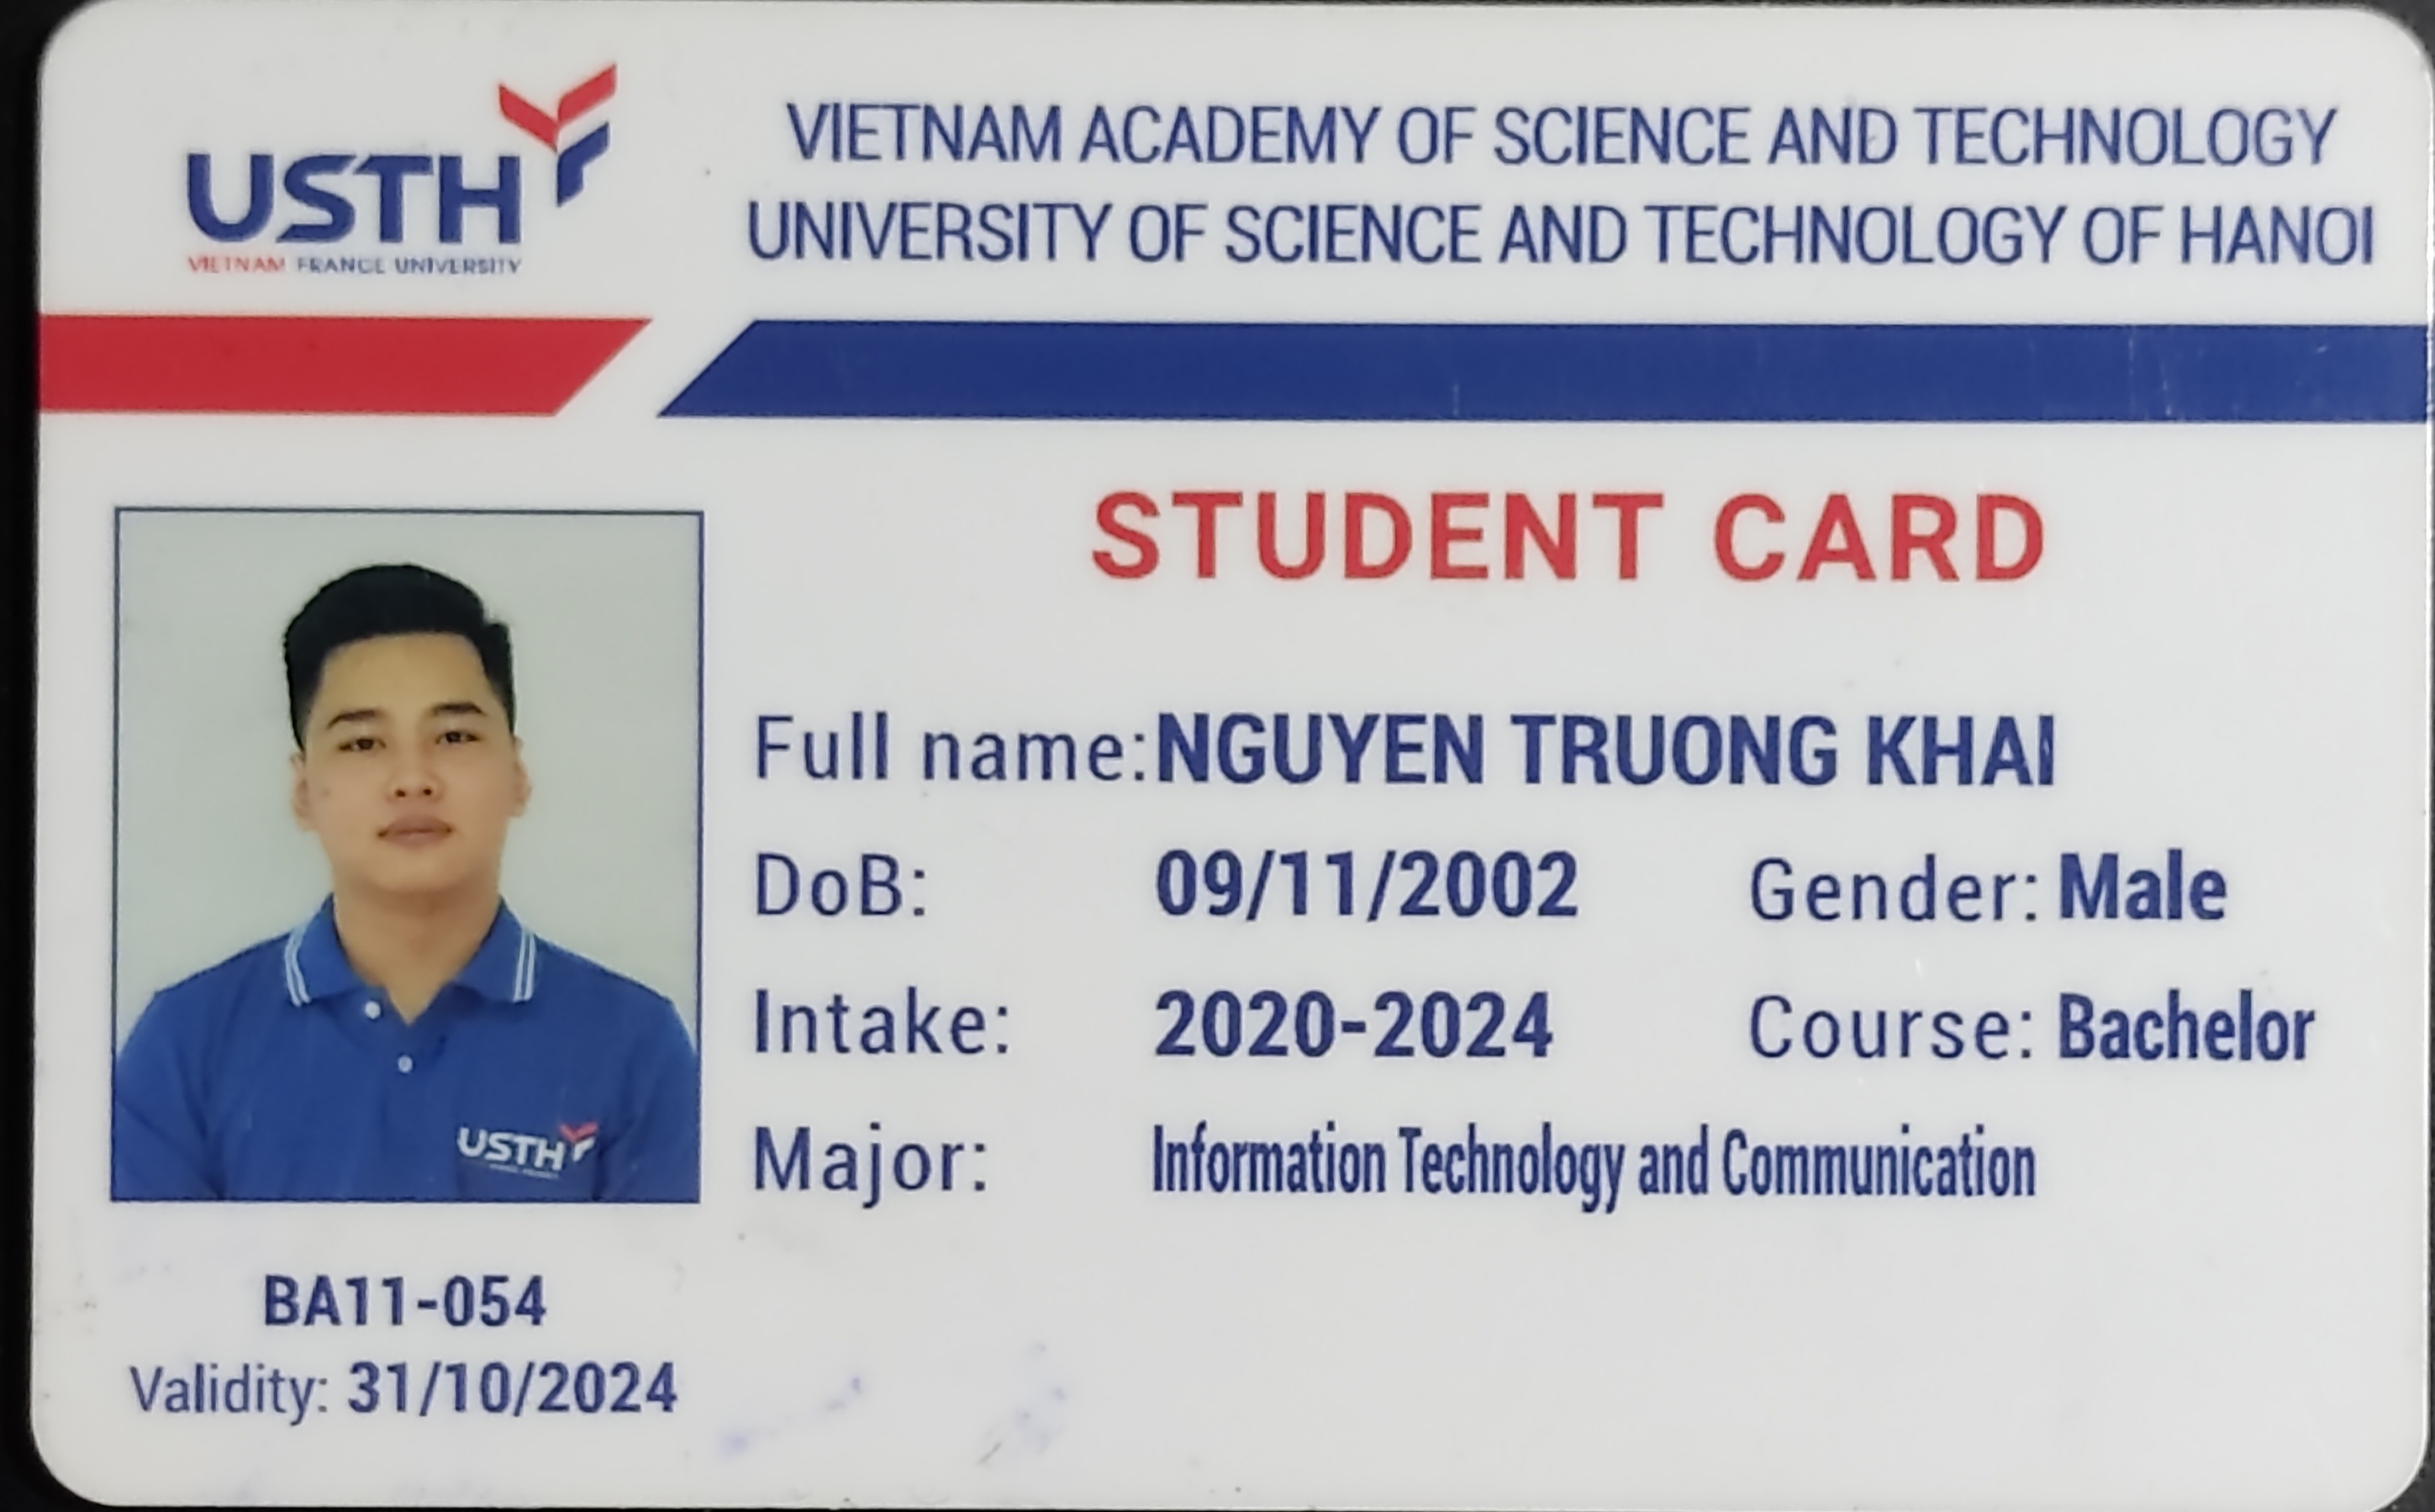 USTH
VIETNAM FRANCE UNIVERSITY
VIETNAM ACADEMY OF SCIENCE AND TECHNOLOGY
UNIVERSITY OF SCIENCE AND TECHNOLOGY OF HANOI
STUDENT CARD
Full name: NGUYEN TRUONG KHAI
DoB: 09/11/2002 Gender: Male
Intake: 2020-2024 Course: Bachelor
Major: Information Technology and Communication
USTH
BA11-054
Validity: 31/10/2024